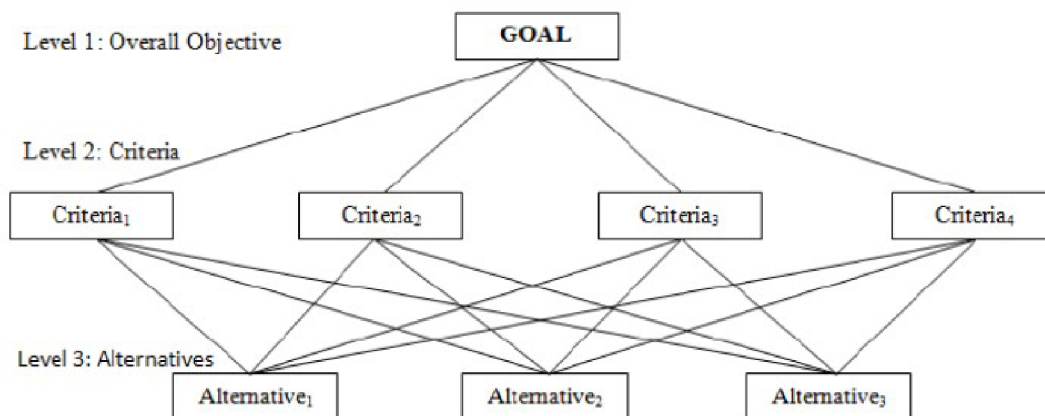 GOAL
Level 1: Overall Objective
Level 2: Criteria
Criteria₁ Criteria₂ Criteria₃ Criteria₄
Level 3: Alternatives
Alternative₁ Alternative₂ Alternative₃